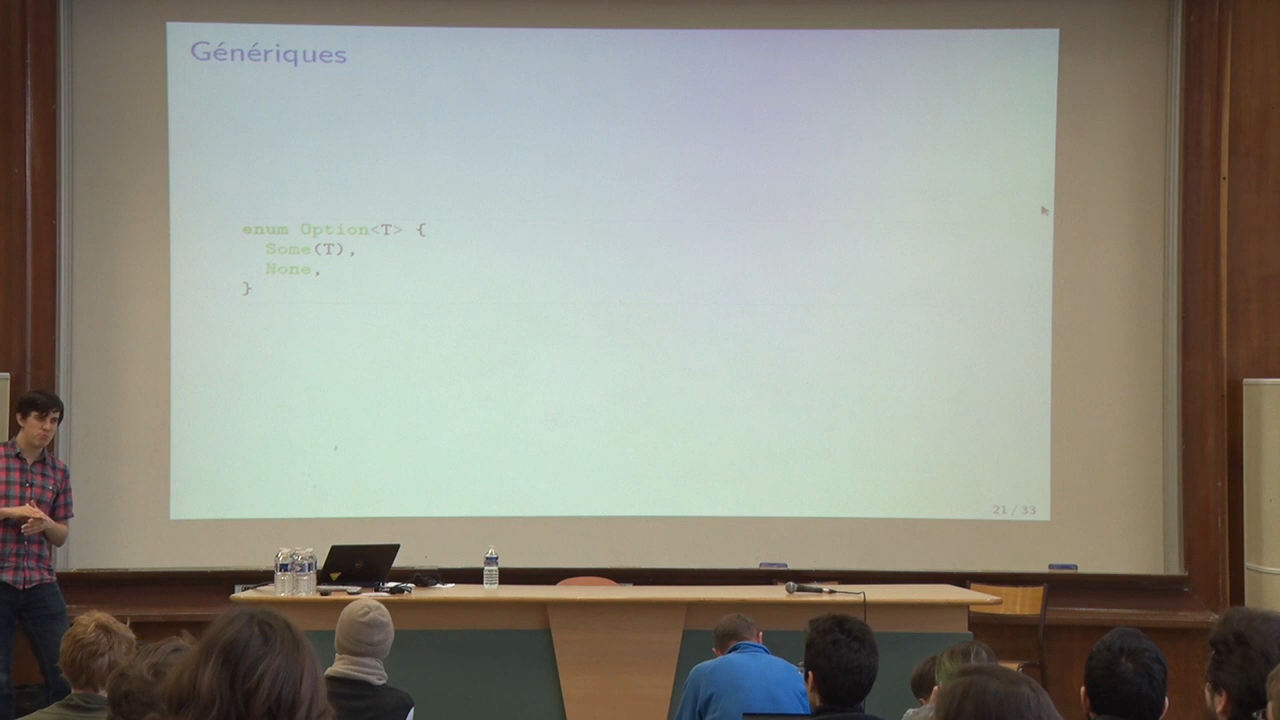 Génériques
enum Option<T> {
Some(T),
None,
}
21 / 33